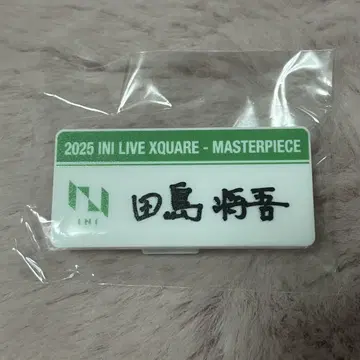 2025 INI LIVE XQUARE - MASTERPIECE
INI
田島 将吾